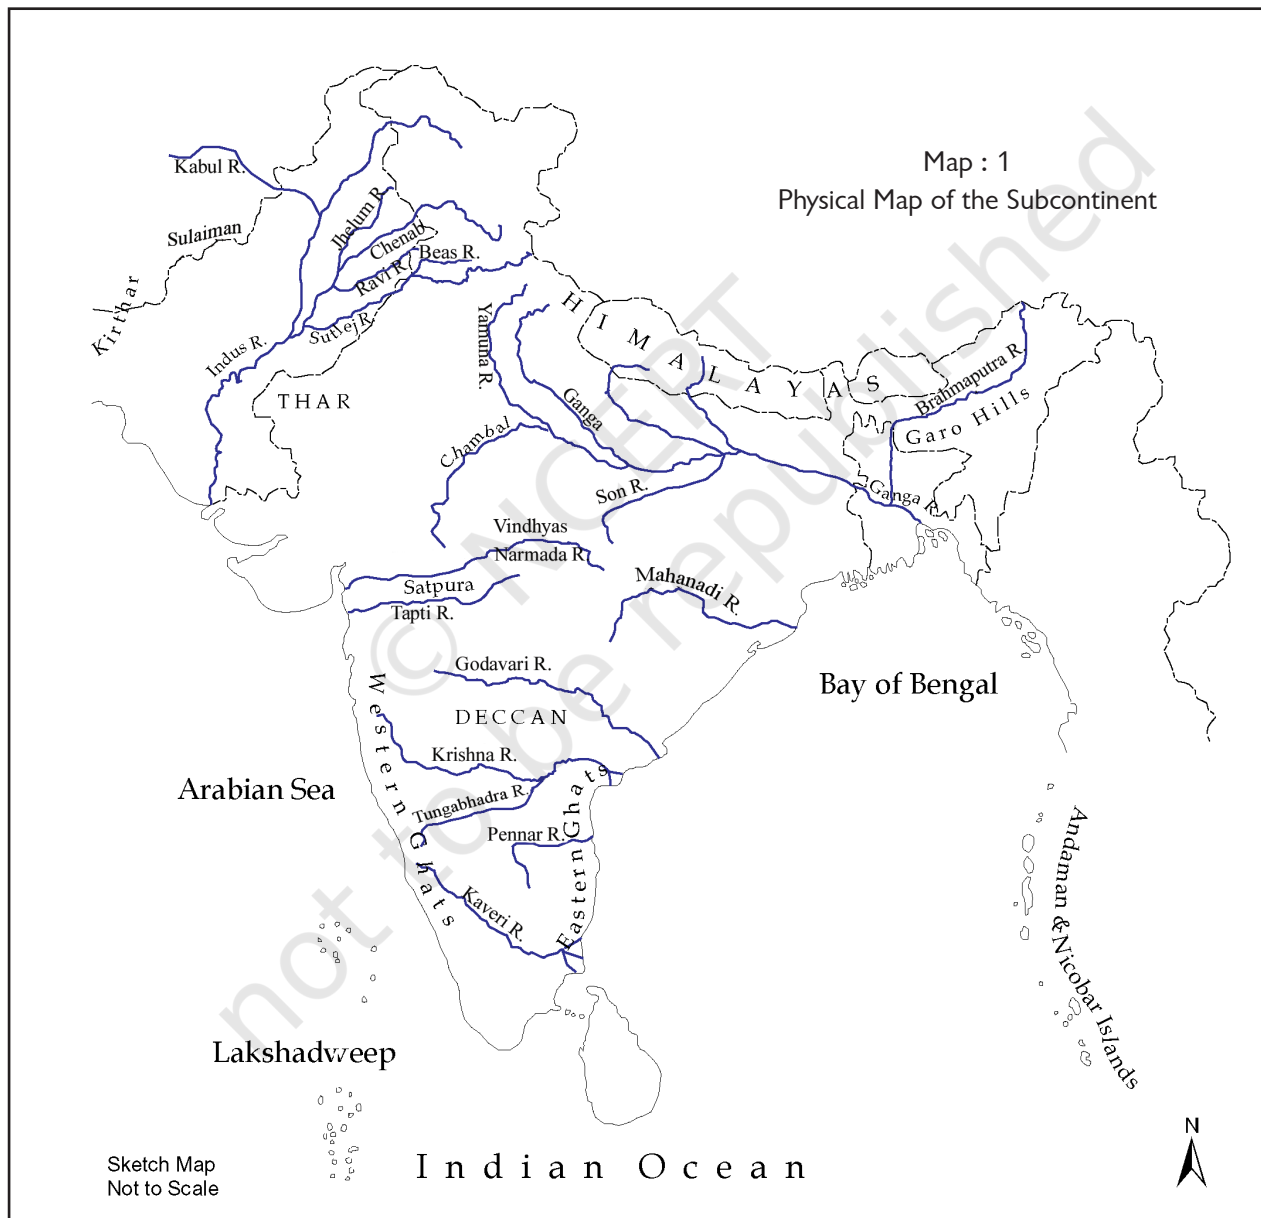 Map : 1
Physical Map of the Subcontinent
Kabul R.
Sulaiman
Kirthar
Jhelum R.
Chenab
Beas R.
Ravi R.
Sutlej R.
Indus R.
THAR
Yamuna R.
HIMALAYAS
Ganga
Chambal
Brahmaputra R.
Garo Hills
Ganga R.
Son R.
Vindhyas
Narmada R.
Satpura
Tapti R.
Mahanadi R.
Godavari R.
DECCAN
Western Ghats
Krishna R.
Tungabhadra R.
Pennar R.
Eastern Ghats
Kaveri R.
Bay of Bengal
Arabian Sea
Andaman & Nicobar Islands
Lakshadweep
Indian Ocean
Sketch Map
Not to Scale
N
© NCERT
not to be republished